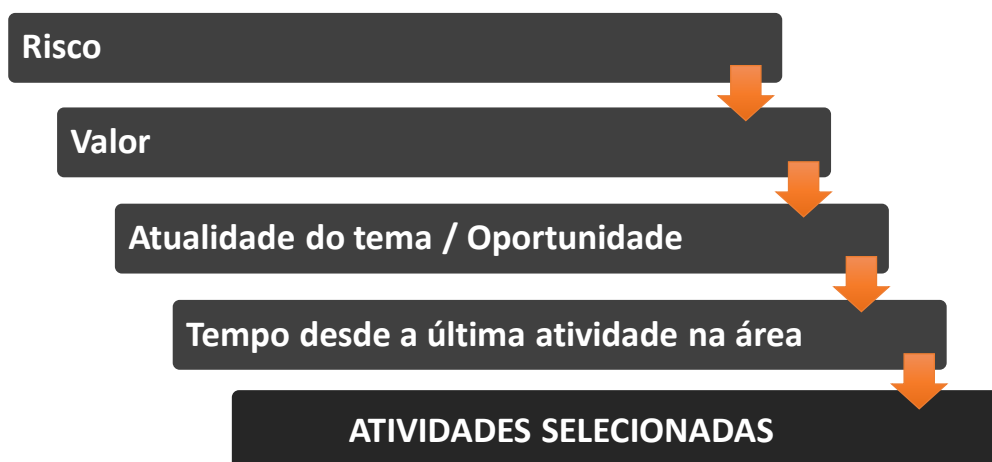 Risco
Valor
Atualidade do tema / Oportunidade
Tempo desde a última atividade na área
ATIVIDADES SELECIONADAS